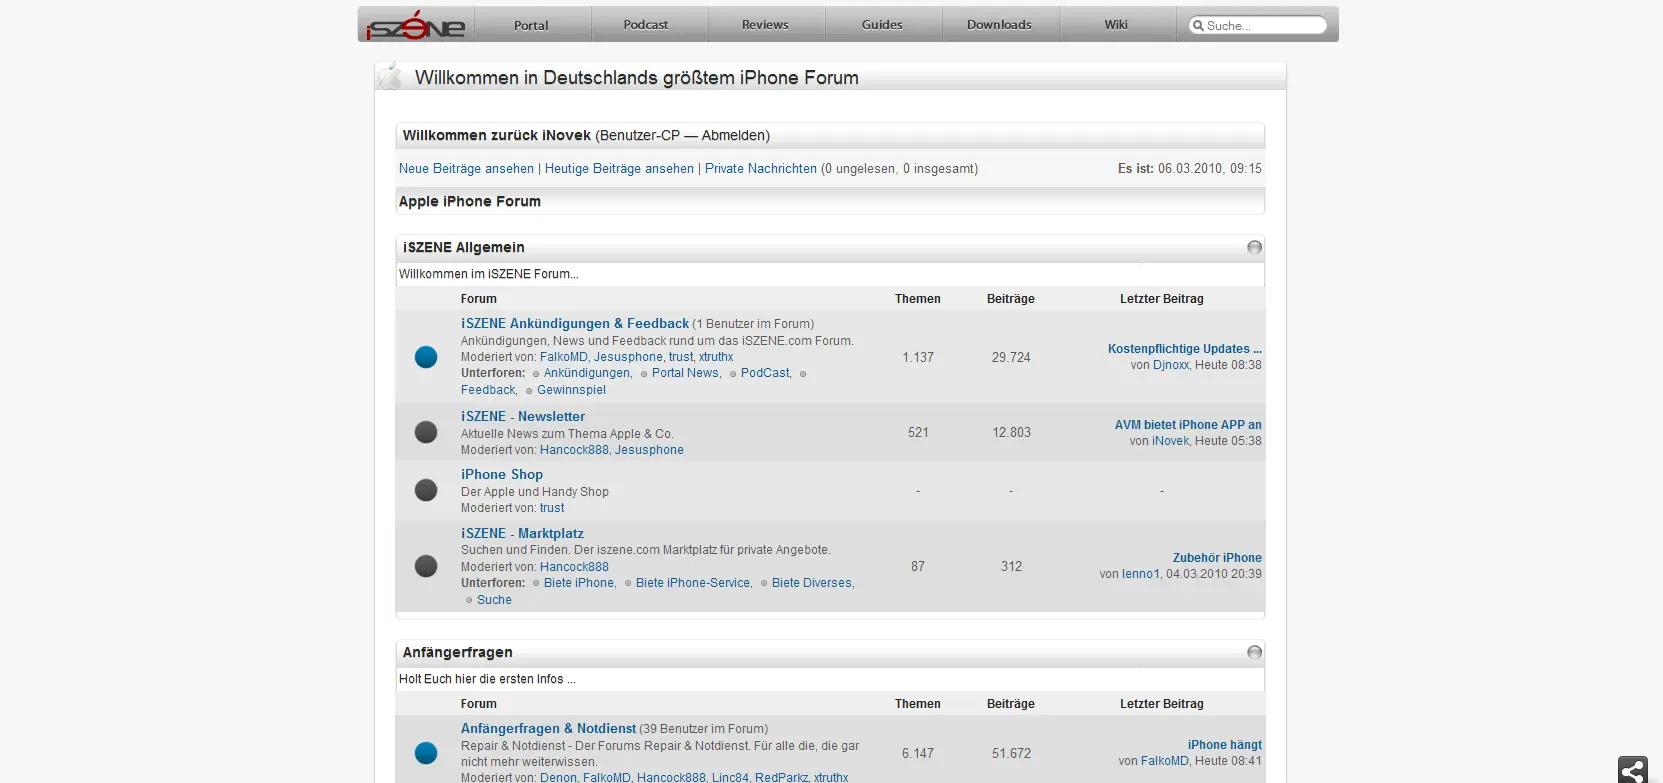 iSZENE Portal Podcast Reviews Guides Downloads Wiki Suche...
Willkommen in Deutschlands größtem iPhone Forum
Willkommen zurück iNovek (Benutzer-CP — Abmelden)
Neue Beiträge ansehen | Heutige Beiträge ansehen | Private Nachrichten (0 ungelesen, 0 insgesamt) Es ist: 06.03.2010, 09:15
Apple iPhone Forum
iSZENE Allgemein
Willkommen im iSZENE Forum...
Forum Themen Beiträge Letzter Beitrag
iSZENE Ankündigungen & Feedback (1 Benutzer im Forum)
Ankündigungen, News und Feedback rund um das iSZENE.com Forum.
Moderiert von: FalkoMD, Jesusphone, trust, xtruthx
Unterforen: Ankündigungen, Portal News, PodCast,
Feedback, Gewinnspiel
1.137 29.724
Kostenpflichtige Updates ...
von Djnoxx, Heute 08:38
iSZENE - Newsletter
Aktuelle News zum Thema Apple & Co.
Moderiert von: Hancock888, Jesusphone
521 12.803
AVM bietet iPhone APP an
von iNovek, Heute 05:38
iPhone Shop
Der Apple und Handy Shop
Moderiert von: trust
- - -
iSZENE - Marktplatz
Suchen und Finden. Der iszene.com Marktplatz für private Angebote.
Moderiert von: Hancock888
Unterforen: Biete iPhone, Biete iPhone-Service, Biete Diverses,
Suche
87 312
Zubehör iPhone
von lenno1, 04.03.2010 20:39
Anfängerfragen
Holt Euch hier die ersten Infos ...
Forum Themen Beiträge Letzter Beitrag
Anfängerfragen & Notdienst (39 Benutzer im Forum)
Repair & Notdienst - Der Forums Repair & Notdienst. Für alle die, die gar
nicht mehr weiterwissen.
Moderiert von: Denon, FalkoMD, Hancock888, Linc84, RedParkz, xtruthx
6.147 51.672
iPhone hängt
von FalkoMD, Heute 08:41